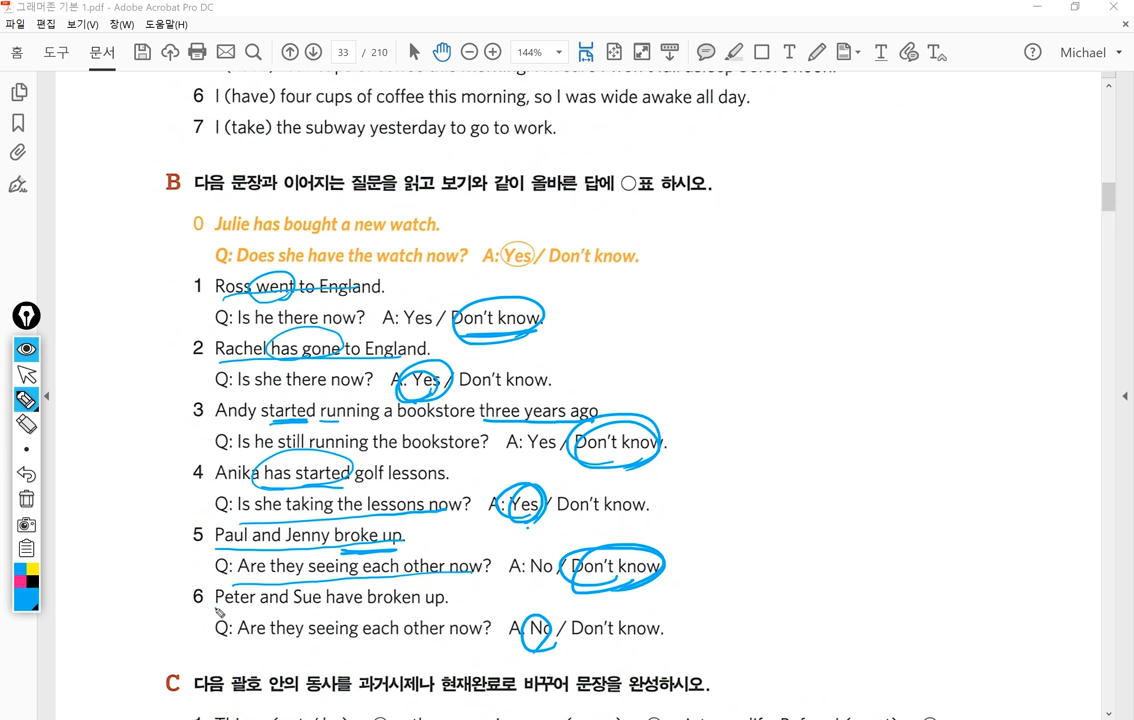 그래머존 기본 1.pdf - Adobe Acrobat Pro DC
파일 편집 보기(V) 창(W) 도움말(H)
홈 도구 문서 33 / 210 144% Michael
6 I (have) four cups of coffee this morning, so I was wide awake all day.
7 I (take) the subway yesterday to go to work.
B 다음 문장과 이어지는 질문을 읽고 보기와 같이 올바른 답에 ○표 하시오.
0 Julie has bought a new watch.
Q: Does she have the watch now? A: Yes / Don't know.
1 Ross went to England.
Q: Is he there now? A: Yes / Don't know.
2 Rachel has gone to England.
Q: Is she there now? A: Yes / Don't know.
3 Andy started running a bookstore three years ago.
Q: Is he still running the bookstore? A: Yes / Don't know.
4 Anika has started golf lessons.
Q: Is she taking the lessons now? A: Yes / Don't know.
5 Paul and Jenny broke up.
Q: Are they seeing each other now? A: No / Don't know.
6 Peter and Sue have broken up.
Q: Are they seeing each other now? A: No / Don't know.
C 다음 괄호 안의 동사를 과거시제나 현재완료로 바꾸어 문장을 완성하시오.